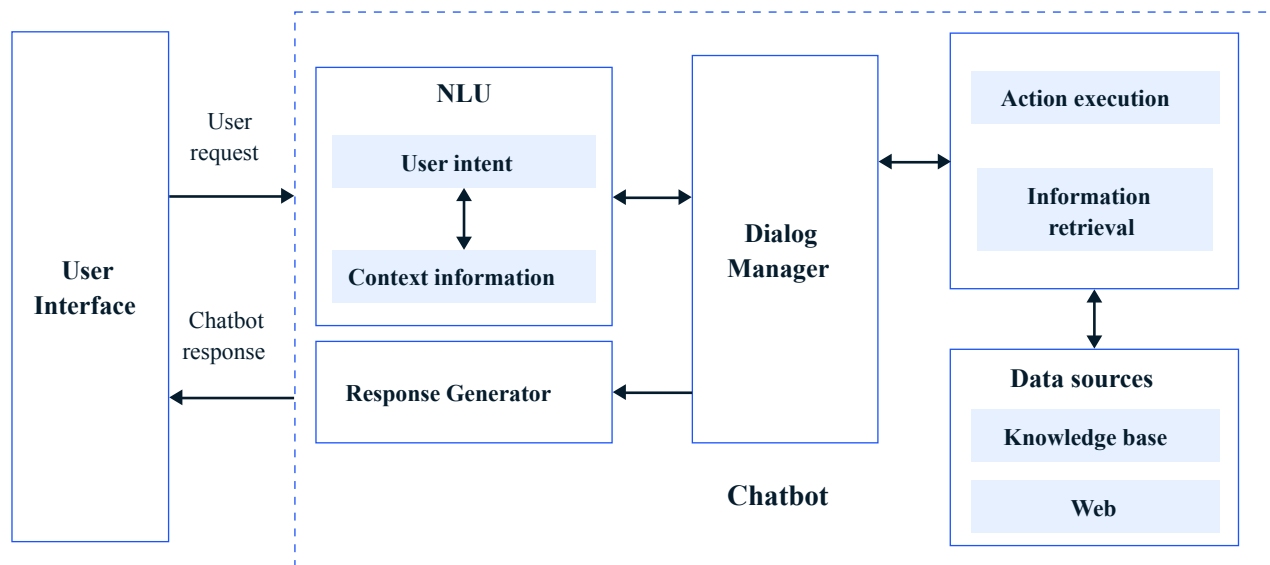 User
Interface
User
request
Chatbot
response
NLU
User intent
Context information
Response Generator
Dialog
Manager
Chatbot
Action execution
Information
retrieval
Data sources
Knowledge base
Web